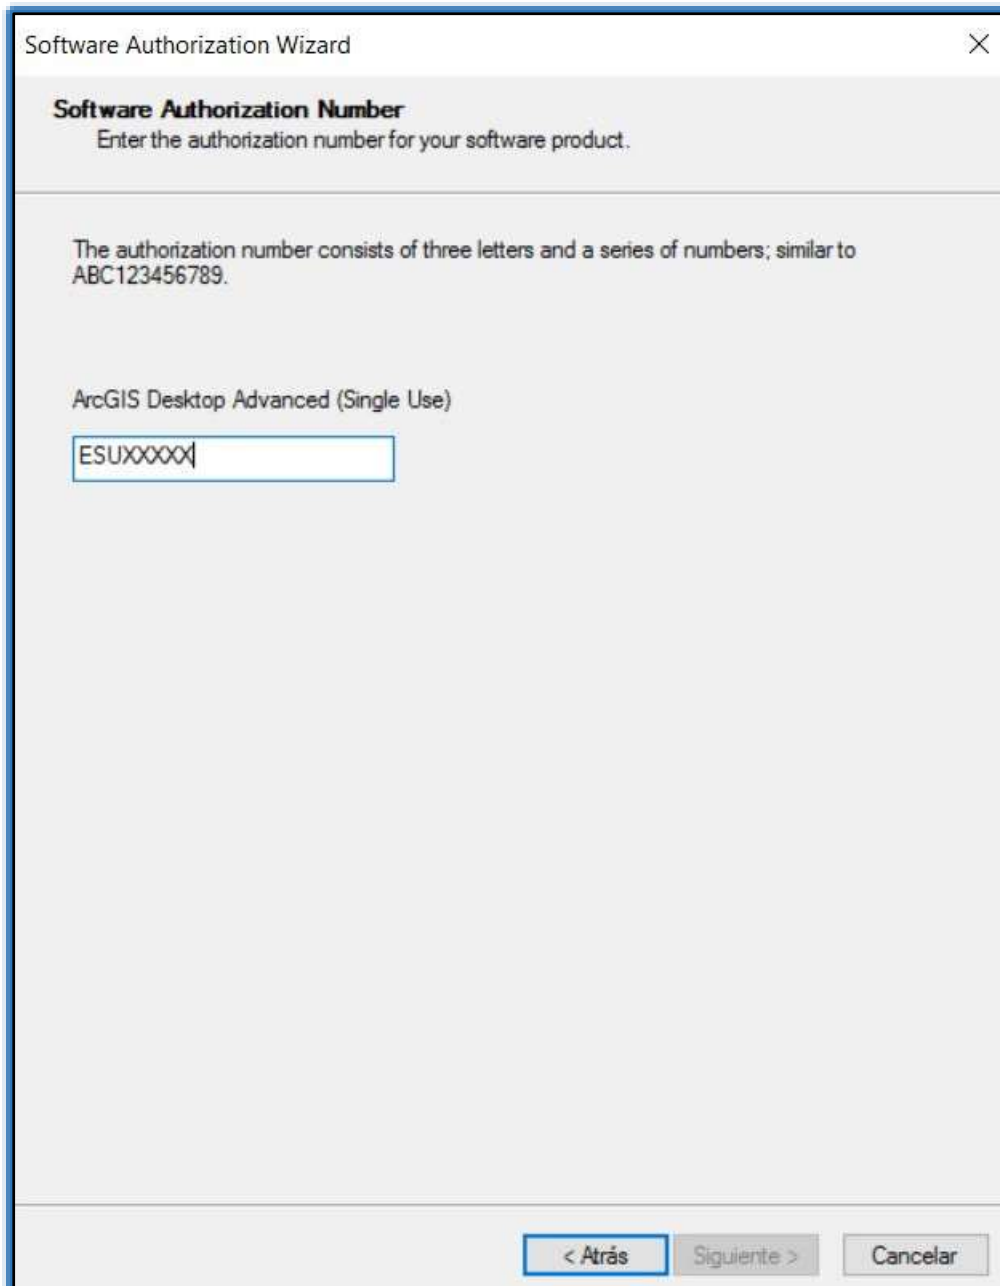 Software Authorization Wizard
Software Authorization Number
Enter the authorization number for your software product.
The authorization number consists of three letters and a series of numbers; similar to
ABC123456789.
ArcGIS Desktop Advanced (Single Use)
ESUXXXXX
< Atrás Siguiente > Cancelar